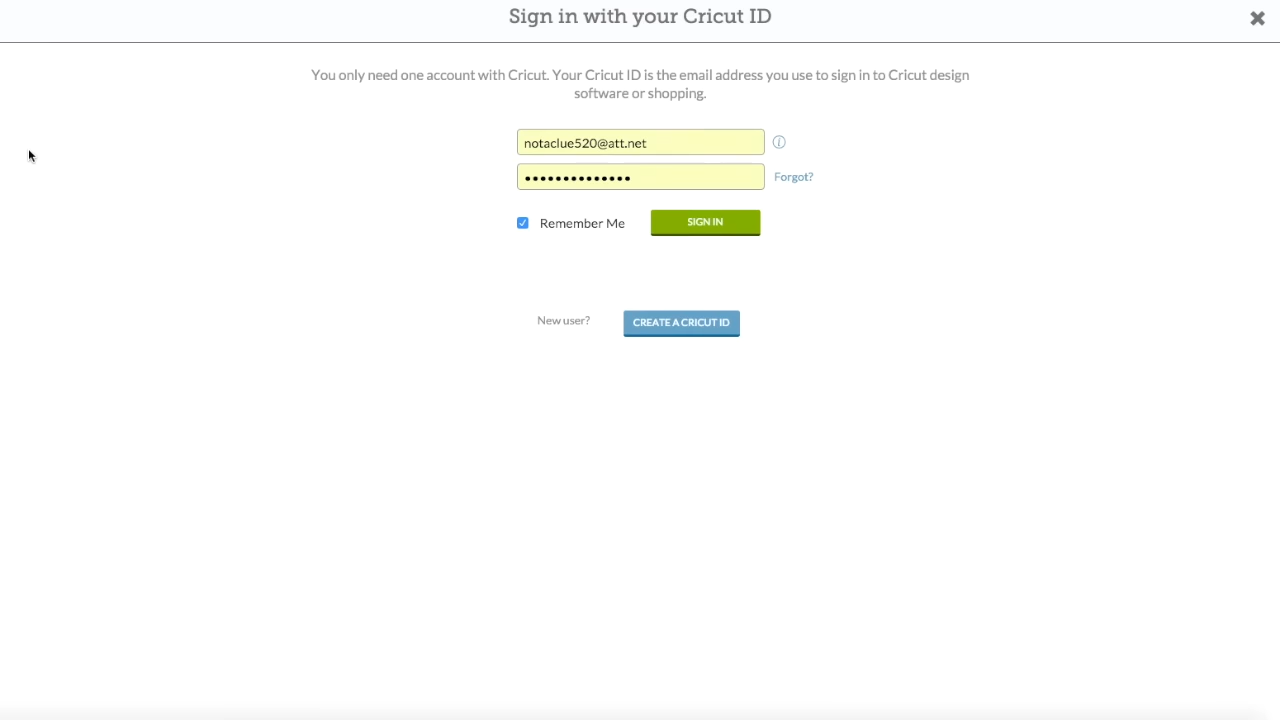 Sign in with your Cricut ID
You only need one account with Cricut. Your Cricut ID is the email address you use to sign in to Cricut design
software or shopping.
notaclue520@att.net
••••••••••••••
Forgot?
Remember Me
SIGN IN
New user?
CREATE A CRICUT ID